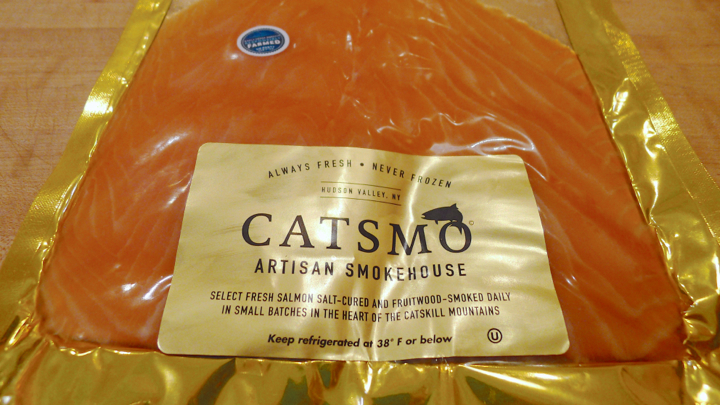 FARMED
ALWAYS FRESH • NEVER FROZEN
HUDSON VALLEY, NY
CATSMO©
ARTISAN SMOKEHOUSE
SELECT FRESH SALMON SALT-CURED AND FRUITWOOD-SMOKED DAILY
IN SMALL BATCHES IN THE HEART OF THE CATSKILL MOUNTAINS
Keep refrigerated at 38° F or below
U